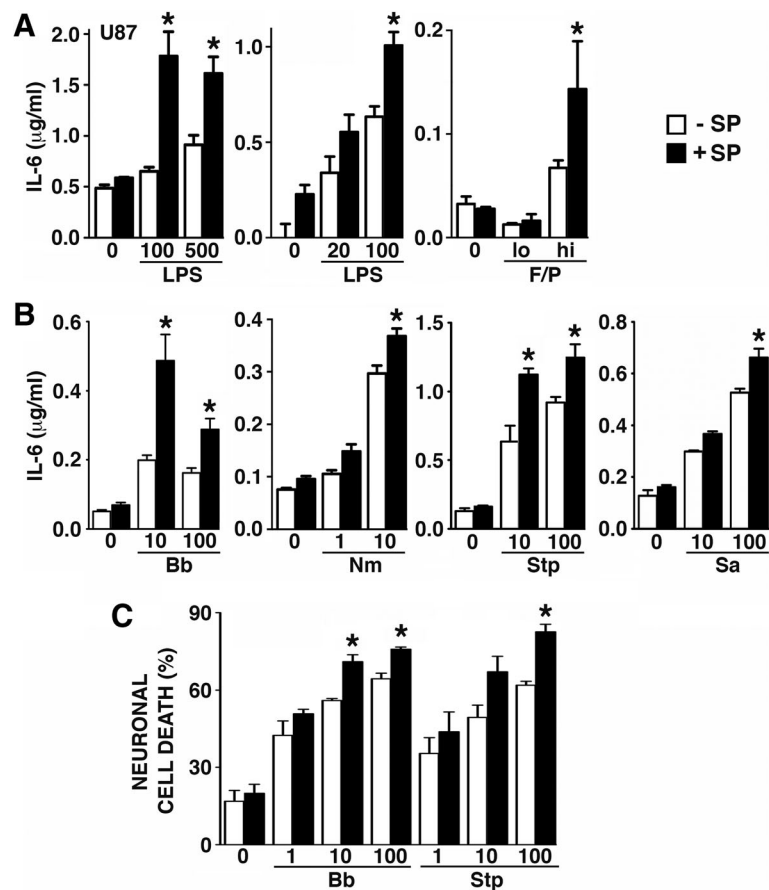 A
U87
IL-6 (µg/ml)
2.0
1.5
1.0
0.5
0.0
0 100 500
LPS
*
*
1.0
0.5
0.0
0 20 100
LPS
*
0.2
0.1
0.0
0 lo hi
F/P
*
- SP
+ SP
B
IL-6 (µg/ml)
0.6
0.4
0.2
0.0
0 10 100
Bb
*
*
0.4
0.3
0.2
0.1
0.0
0 1 10
Nm
*
1.5
1.0
0.5
0.0
0 10 100
Stp
*
*
0.8
0.6
0.4
0.2
0 10 100
Sa
*
C
NEURONAL
CELL DEATH (%)
90
60
30
0
0 1 10 100 1 10 100
Bb Stp
*
*
*